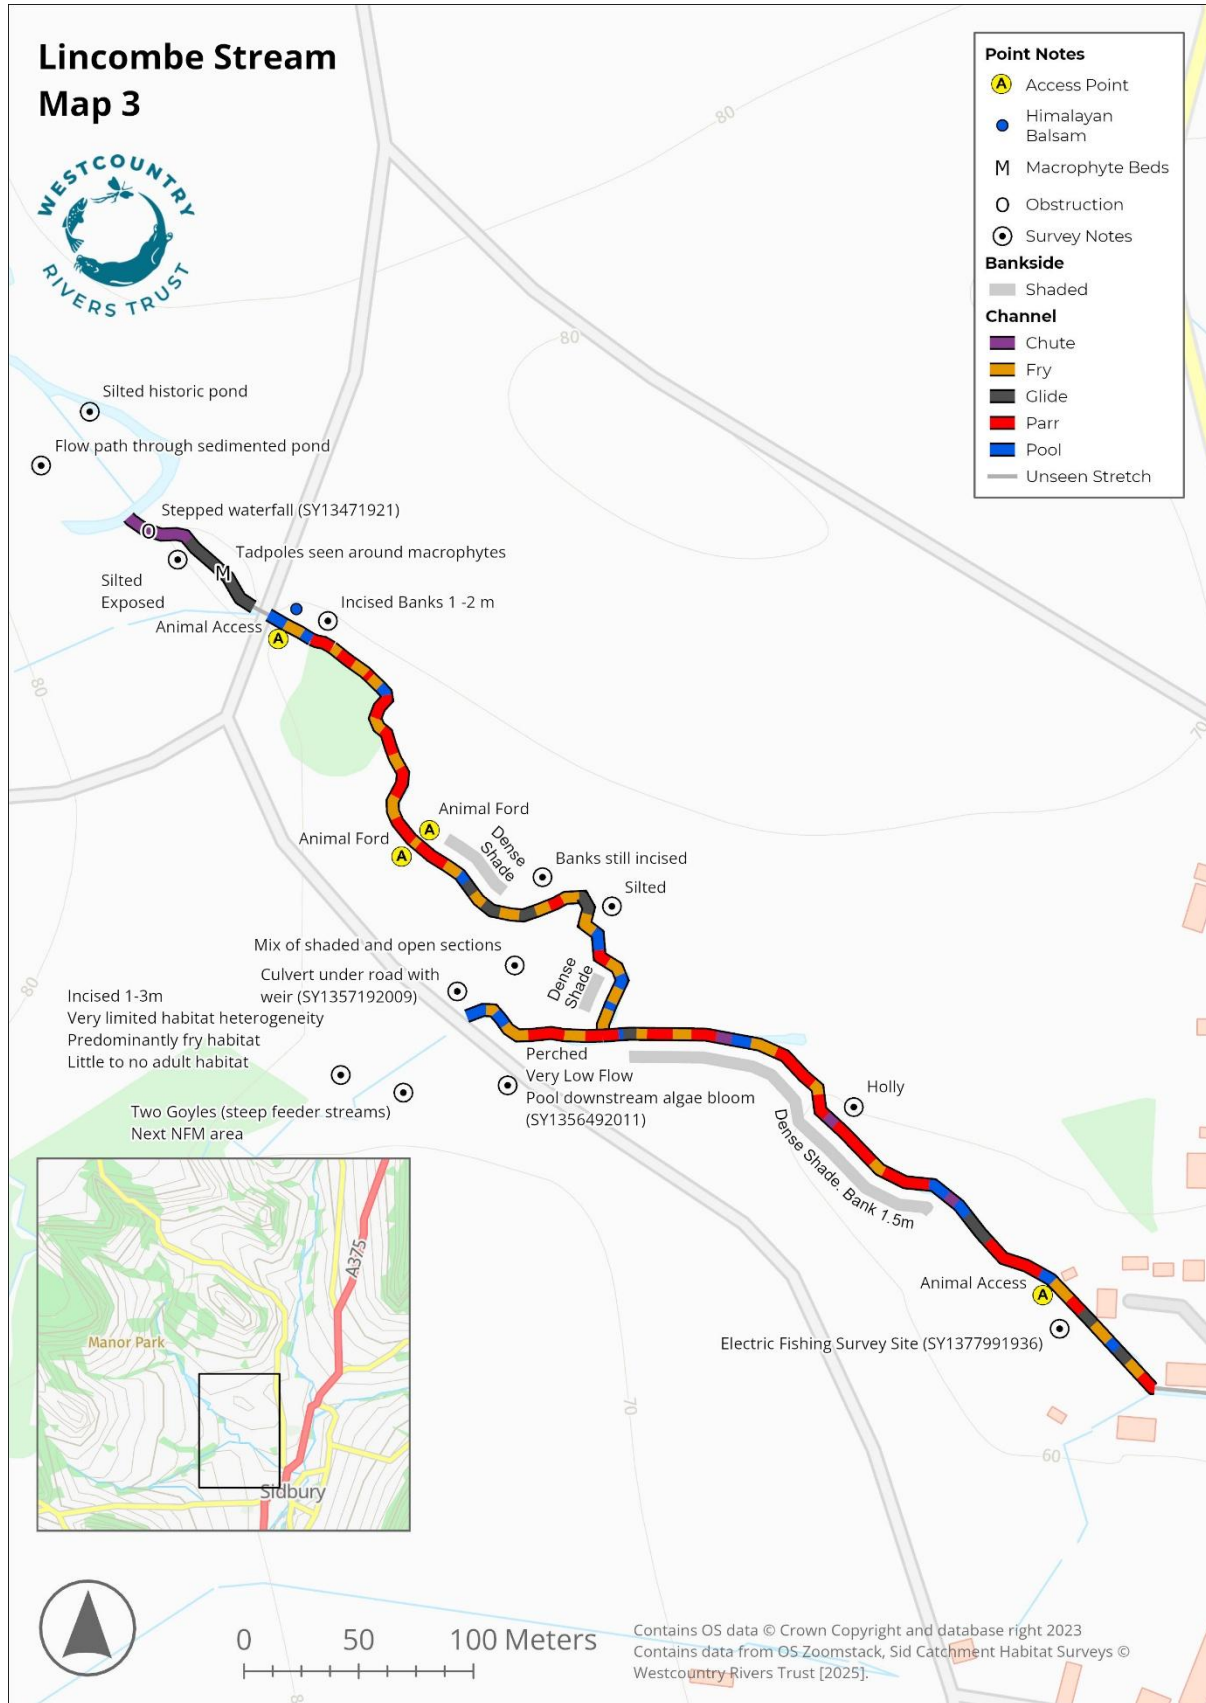 Lincombe Stream
Map 3
WESTCOUNTRY
RIVERS TRUST
Point Notes
A Access Point
Himalayan
Balsam
M Macrophyte Beds
O Obstruction
Survey Notes
Bankside
Shaded
Channel
Chute
Fry
Glide
Parr
Pool
Unseen Stretch
80
80
Silted historic pond
Flow path through sedimented pond
Stepped waterfall (SY13471921)
O
Tadpoles seen around macrophytes
M
Silted
Exposed
Incised Banks 1 -2 m
Animal Access
A
80
70
Animal Ford
A
Animal Ford
A
Dense
Shade
Banks still incised
Silted
Mix of shaded and open sections
Culvert under road with
weir (SY1357192009)
Dense
Shade
80
Incised 1-3m
Very limited habitat heterogeneity
Predominantly fry habitat
Little to no adult habitat
Perched
Very Low Flow
Pool downstream algae bloom
(SY1356492011)
Holly
Two Goyles (steep feeder streams)
Next NFM area
Dense Shade. Bank 1.5m
Animal Access
A
Electric Fishing Survey Site (SY1377991936)
70
60
A375
Manor Park
Sidbury
0 50 100 Meters
8
Contains OS data © Crown Copyright and database right 2023
Contains data from OS Zoomstack, Sid Catchment Habitat Surveys ©
Westcountry Rivers Trust [2025].